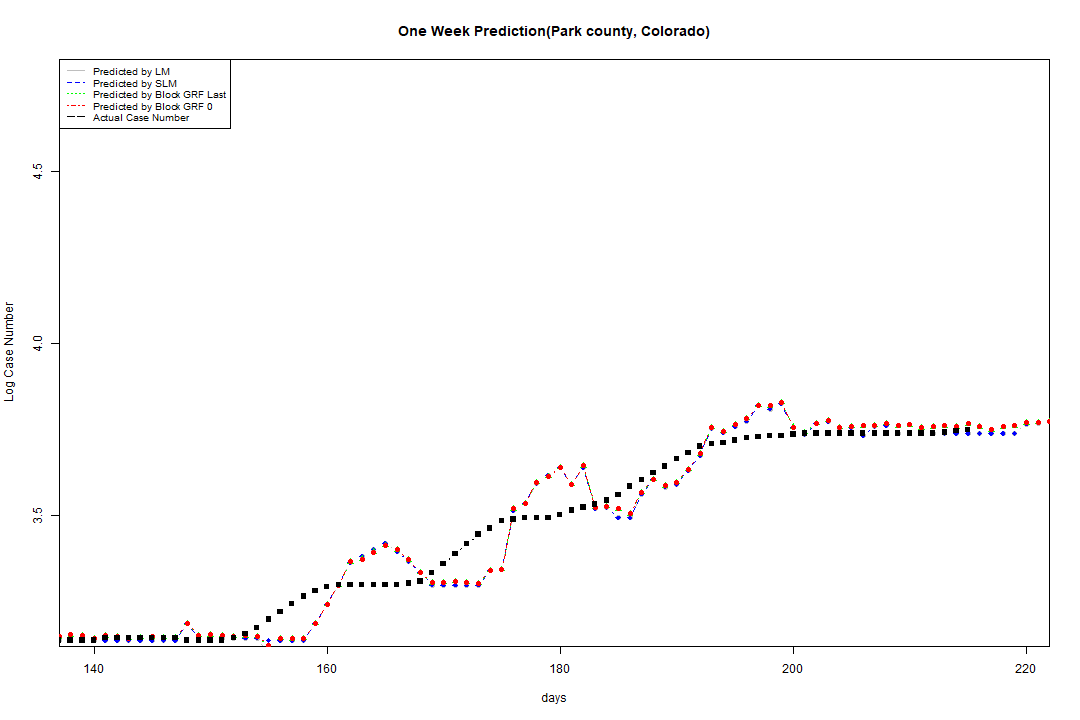 One Week Prediction(Park county, Colorado)
Predicted by LM
Predicted by SLM
Predicted by Block GRF Last
Predicted by Block GRF 0
Actual Case Number
4.5
4.0
3.5
Log Case Number
140 160 180 200 220
days